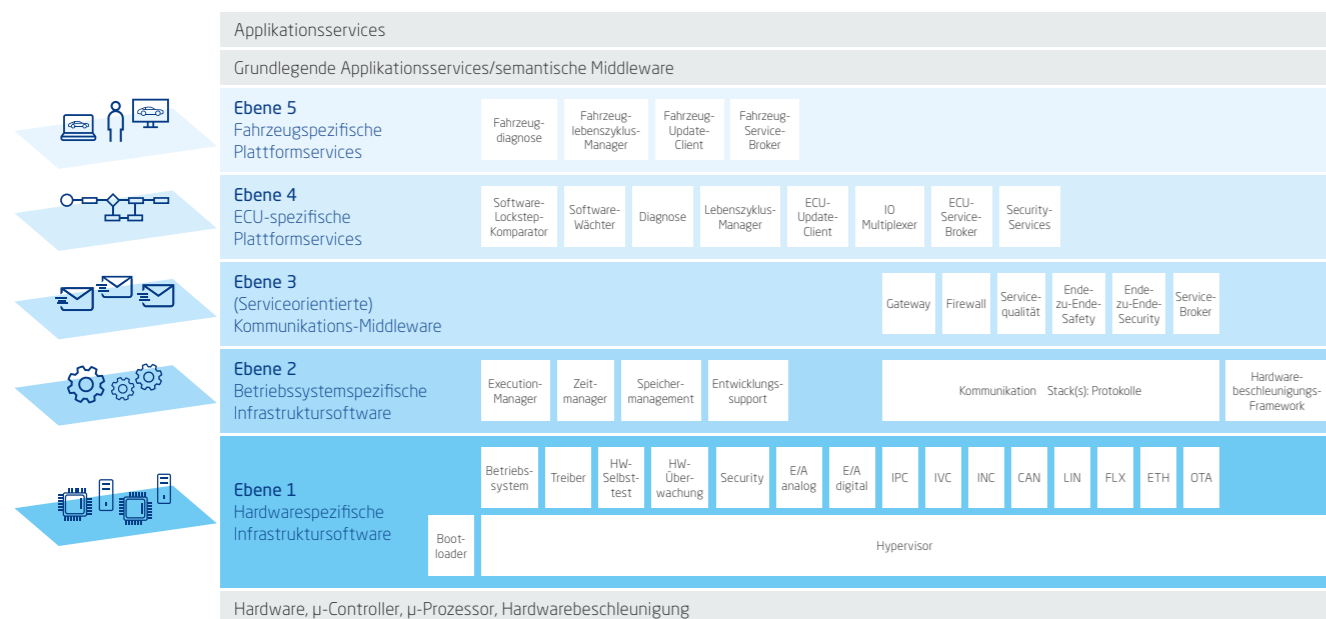 Applikationsservices
Grundlegende Applikationsservices/semantische Middleware
Ebene 5
Fahrzeugspezifische
Plattformservices
Fahrzeug-
diagnose
Fahrzeug-
lebenszyklus-
Manager
Fahrzeug-
Update-
Client
Fahrzeug-
Service-
Broker
Ebene 4
ECU-spezifische
Plattformservices
Software-
Lockstep-
Komparator
Software-
Wächter
Diagnose
Lebenszyklus-
Manager
ECU-
Update-
Client
IO
Multiplexer
ECU-
Service-
Broker
Security-
Services
Ebene 3
(Serviceorientierte)
Kommunikations-Middleware
Gateway
Firewall
Service-
qualität
Ende-
zu-Ende-
Safety
Ende-
zu-Ende-
Security
Service-
Broker
Ebene 2
Betriebssystemspezifische
Infrastruktursoftware
Execution-
Manager
Zeit-
manager
Speicher-
management
Entwicklungs-
support
Kommunikation Stack(s): Protokolle
Hardware-
beschleunigungs-
Framework
Ebene 1
Hardwarespezifische
Infrastruktursoftware
Betriebs-
system
Treiber
HW-
Selbst-
test
HW-
Über-
wachung
Security
E/A
analog
E/A
digital
IPC
IVC
INC
CAN
LIN
FLX
ETH
OTA
Boot-
loader
Hypervisor
Hardware, µ-Controller, µ-Prozessor, Hardwarebeschleunigung